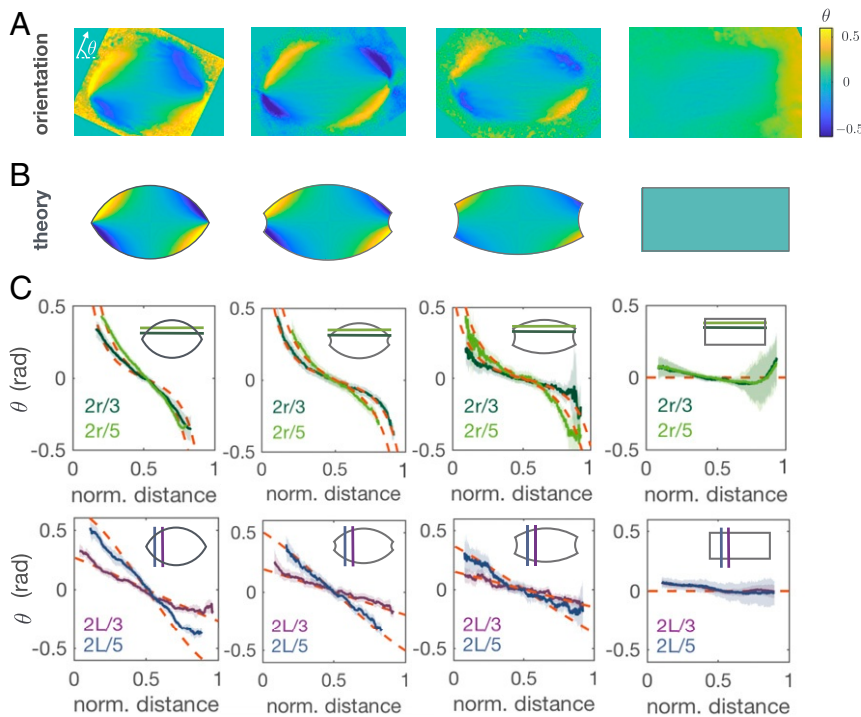 A
orientation
θ
θ
0.5
0
−0.5
B
theory
C
θ (rad)
0.5
0
-0.5
2r/3
2r/5
0
0.5
1
norm. distance
0.5
0
-0.5
2r/3
2r/5
0
0.5
1
norm. distance
0.5
0
-0.5
2r/3
2r/5
0
0.5
1
norm. distance
0.5
0
-0.5
2r/3
2r/5
0
0.5
1
norm. distance
θ (rad)
0.5
0
-0.5
2L/3
2L/5
0
0.5
1
norm. distance
0.5
0
-0.5
2L/3
2L/5
0
0.5
1
norm. distance
0.5
0
-0.5
2L/3
2L/5
0
0.5
1
norm. distance
0.5
0
-0.5
2L/3
2L/5
0
0.5
1
norm. distance